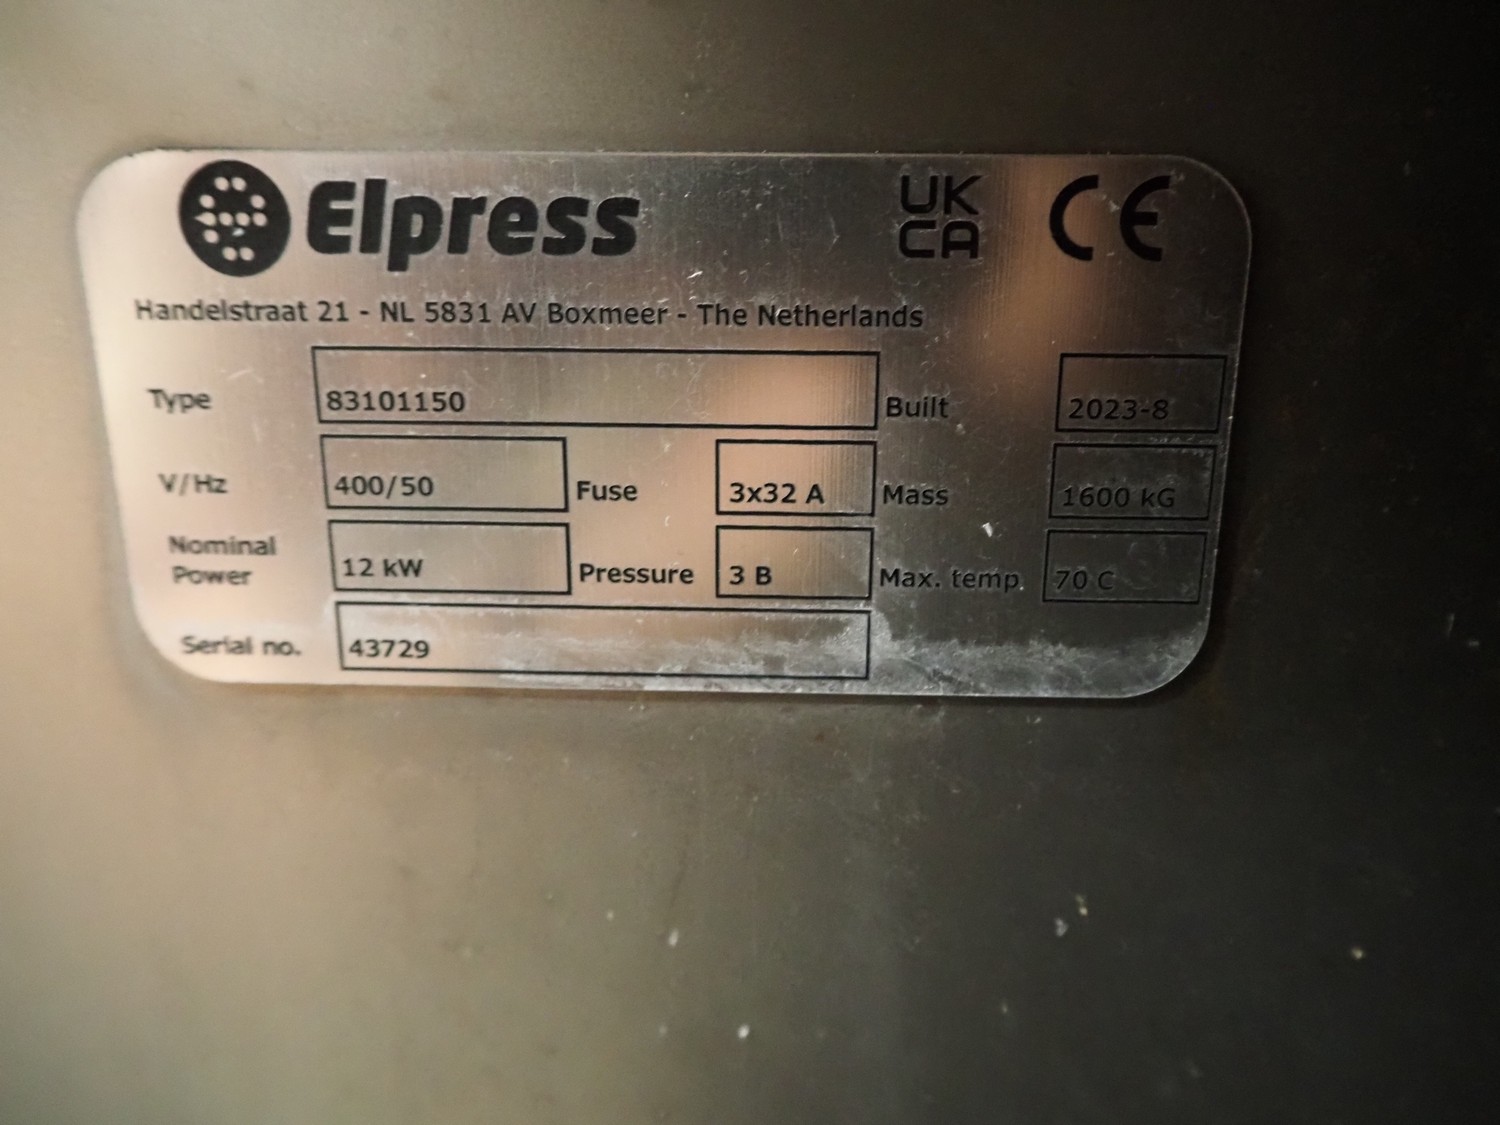 Elpress UK CA CE
Handelstraat 21 - NL 5831 AV Boxmeer - The Netherlands
Type 83101150 Built 2023-8
V/Hz 400/50 Fuse 3x32 A Mass 1600 kG
Nominal Power 12 kW Pressure 3 B Max. temp. 70 C
Serial no. 43729